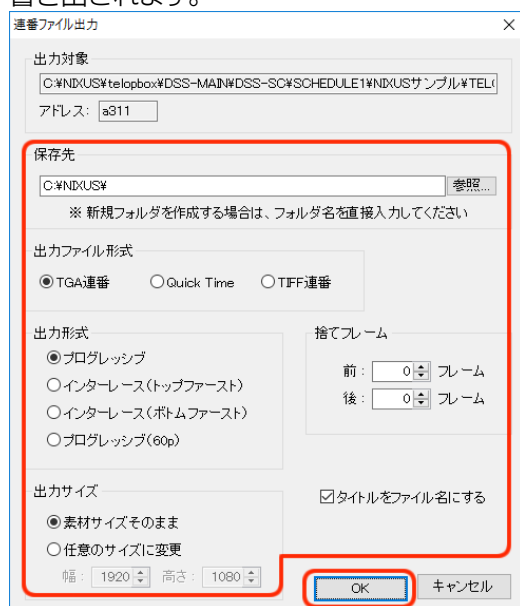 書き出されます。
連番ファイル出力
出力対象
C:¥NIXUS¥telopbox¥DSS-MAIN¥DSS-SC¥SCHEDULE1¥NIXUSサンプル¥TEL
アドレス: a311
保存先
C:¥NIXUS¥
参照...
※ 新規フォルダを作成する場合は、フォルダ名を直接入力してください
出力ファイル形式
TGA連番 Quick Time TIFF連番
出力形式
プログレッシブ
インターレース(トップファースト)
インターレース(ボトムファースト)
プログレッシブ(60p)
捨てフレーム
前: 0 フレーム
後: 0 フレーム
出力サイズ
素材サイズそのまま
任意のサイズに変更
幅: 1920 高さ: 1080
タイトルをファイル名にする
OK キャンセル